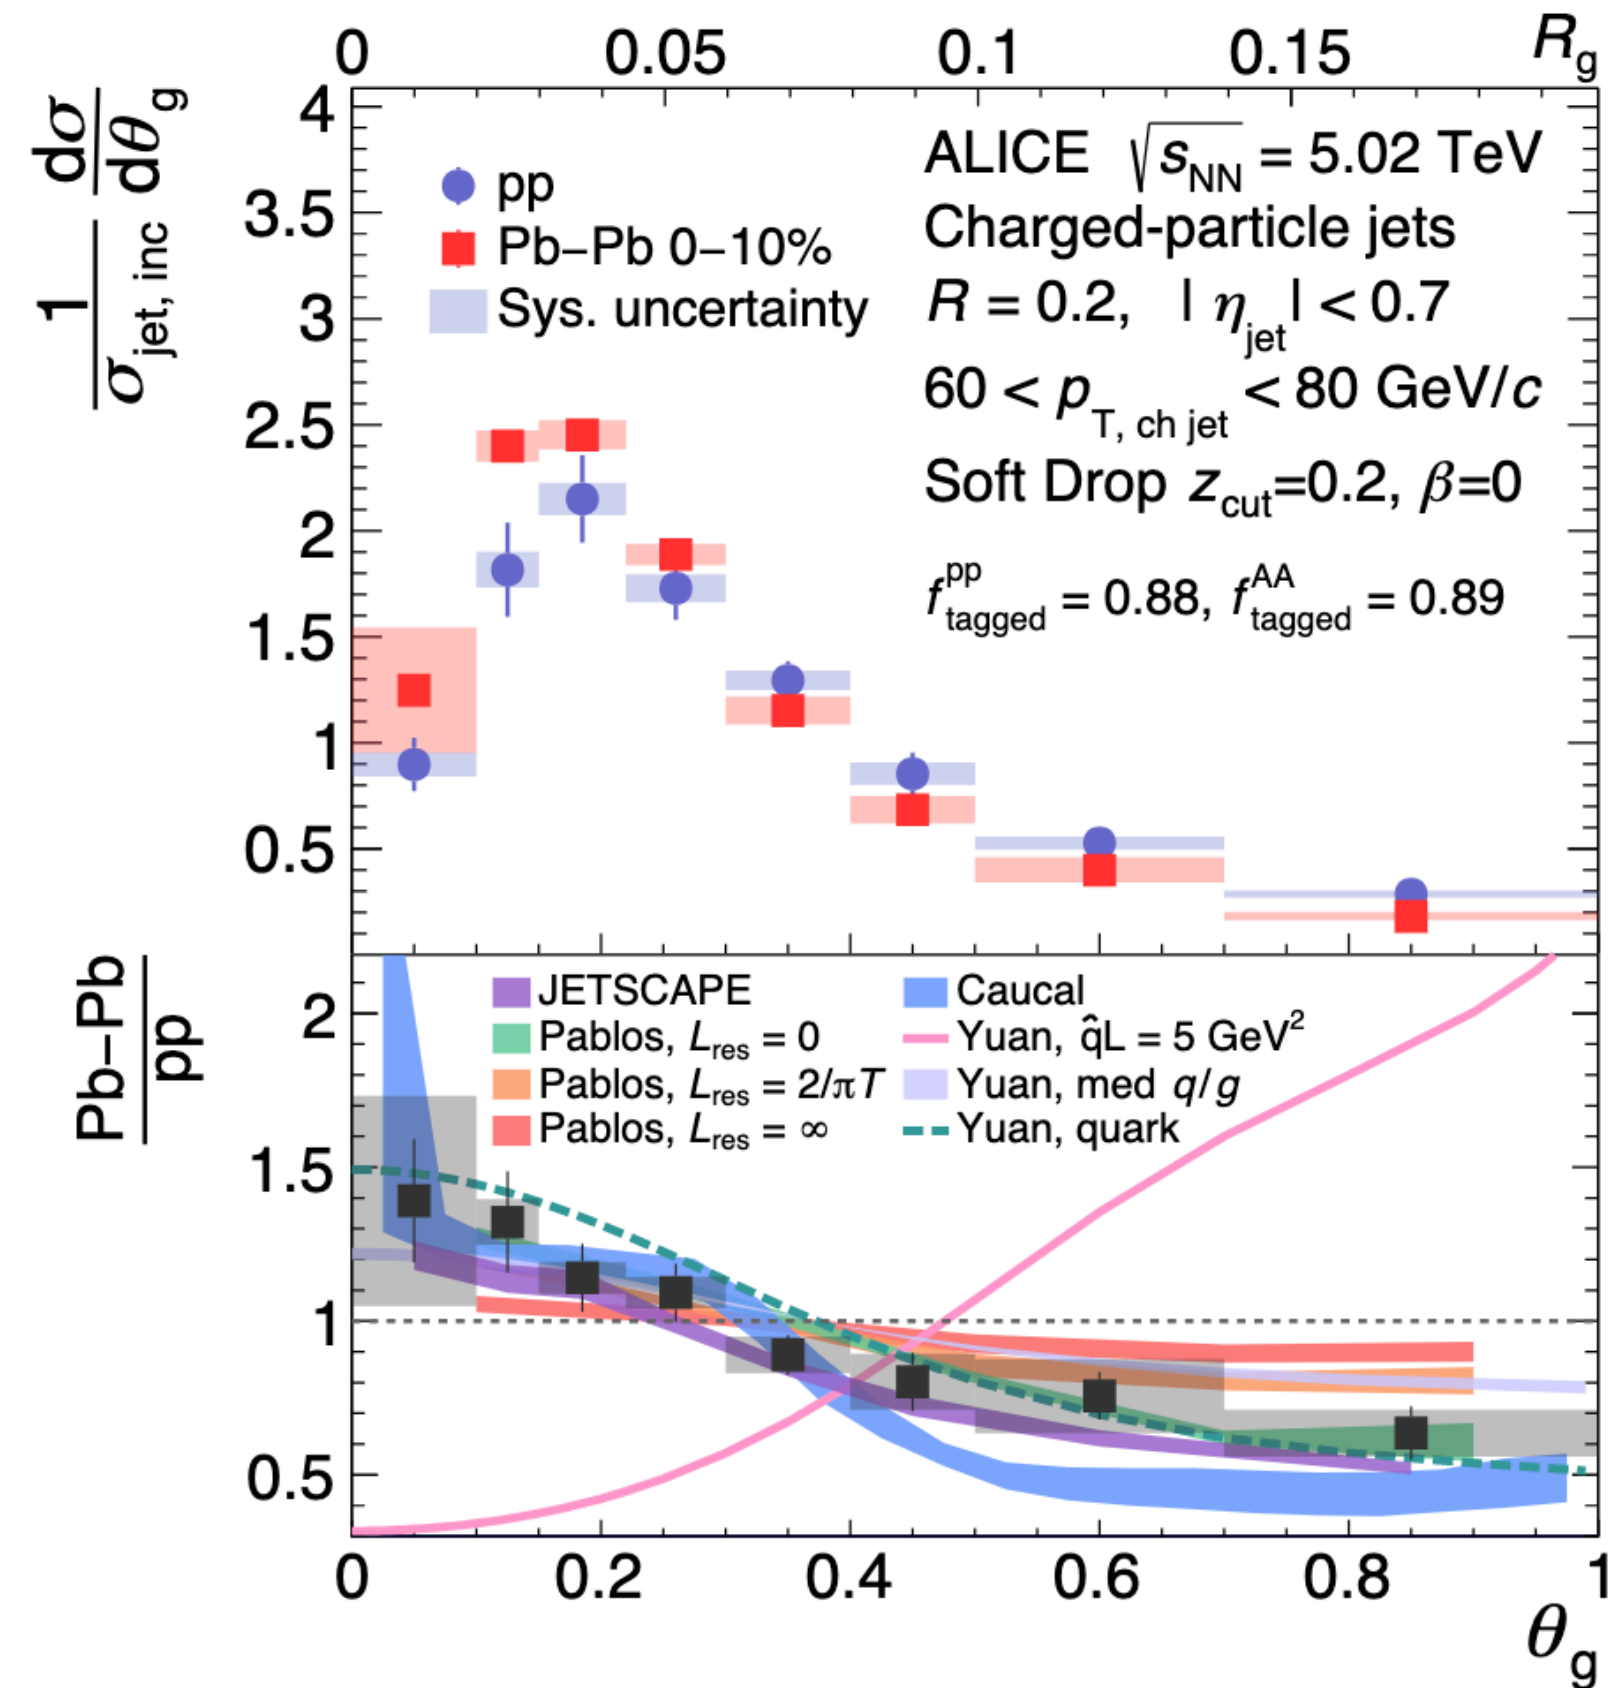 0 0.05 0.1 0.15 R_g
1/σ_jet, inc dσ/dθ_g
4
3.5
3
2.5
2
1.5
1
0.5
pp
Pb–Pb 0–10%
Sys. uncertainty
ALICE √s_NN = 5.02 TeV
Charged-particle jets
R = 0.2, | η_jet | < 0.7
60 < p_T, ch jet < 80 GeV/c
Soft Drop z_cut=0.2, β=0
f^pp_tagged = 0.88, f^AA_tagged = 0.89
Pb–Pb/pp
2
1.5
1
0.5
JETSCAPE
Pablos, L_res = 0
Pablos, L_res = 2/πT
Pablos, L_res = ∞
Caucal
Yuan, q̂L = 5 GeV²
Yuan, med q/g
Yuan, quark
0 0.2 0.4 0.6 0.8 1
θ_g